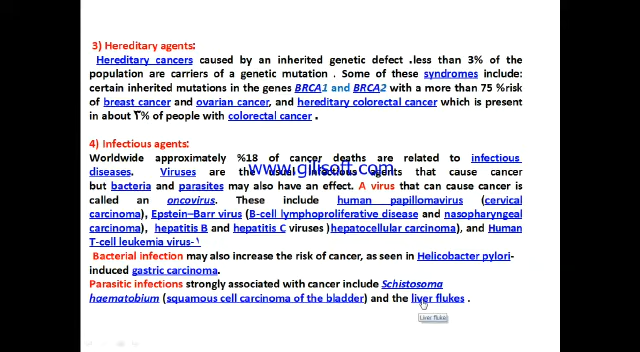 3) Hereditary agents:
Hereditary cancers caused by an inherited genetic defect .less than 3% of the
population are carriers of a genetic mutation . Some of these syndromes include:
certain inherited mutations in the genes BRCA1 and BRCA2 with a more than 75 %risk
of breast cancer and ovarian cancer, and hereditary colorectal cancer which is present
in about ٣% of people with colorectal cancer .
4) Infectious agents:
Worldwide approximately %18 of cancer deaths are related to infectious
diseases. Viruses are the usual infectious agents that cause cancer
www.gilisoft.com
but bacteria and parasites may also have an effect. A virus that can cause cancer is
called an oncovirus. These include human papillomavirus (cervical
carcinoma), Epstein–Barr virus (B-cell lymphoproliferative disease and nasopharyngeal
carcinoma), hepatitis B and hepatitis C viruses )hepatocellular carcinoma), and Human
T-cell leukemia virus-١
Bacterial infection may also increase the risk of cancer, as seen in Helicobacter pylori-
induced gastric carcinoma.
Parasitic infections strongly associated with cancer include Schistosoma
haematobium (squamous cell carcinoma of the bladder) and the liver flukes .
Liver fluke